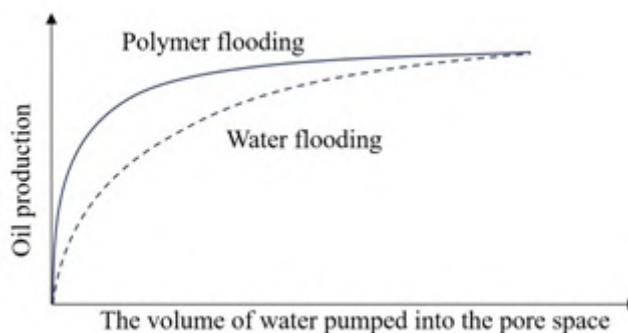 Polymer flooding
Water flooding
Oil production
The volume of water pumped into the pore space